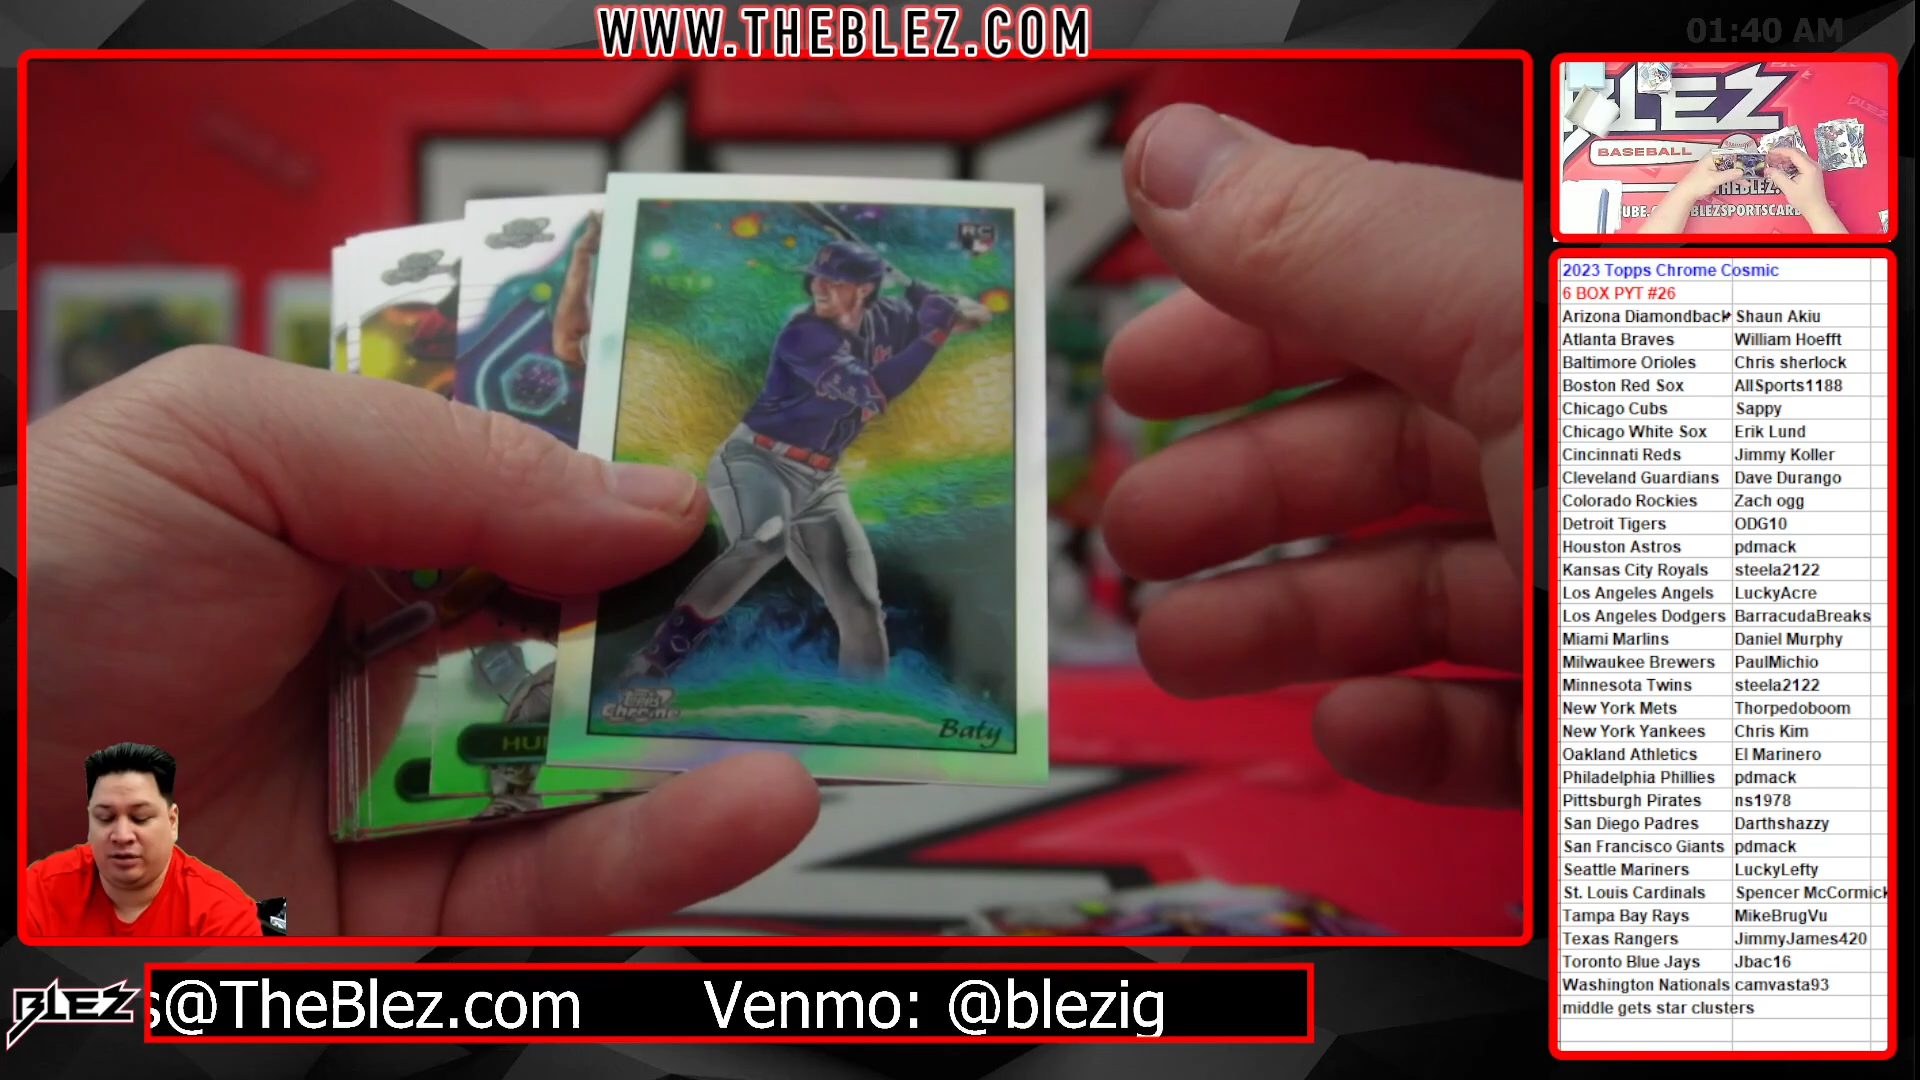 WWW.THEBLEZ.COM
01:40 AM
BLEZ
BASEBALL
THEBLEZ.
RC
Topps
Chrome
Baty
HU
2023 Topps Chrome Cosmic
6 BOX PYT #26
Arizona Diamondback Shaun Akiu
Atlanta Braves William Hoefft
Baltimore Orioles Chris sherlock
Boston Red Sox AllSports1188
Chicago Cubs Sappy
Chicago White Sox Erik Lund
Cincinnati Reds Jimmy Koller
Cleveland Guardians Dave Durango
Colorado Rockies Zach ogg
Detroit Tigers ODG10
Houston Astros pdmack
Kansas City Royals steela2122
Los Angeles Angels LuckyAcre
Los Angeles Dodgers BarracudaBreaks
Miami Marlins Daniel Murphy
Milwaukee Brewers PaulMichio
Minnesota Twins steela2122
New York Mets Thorpedoboom
New York Yankees Chris Kim
Oakland Athletics El Marinero
Philadelphia Phillies pdmack
Pittsburgh Pirates ns1978
San Diego Padres Darthshazzy
San Francisco Giants pdmack
Seattle Mariners LuckyLefty
St. Louis Cardinals Spencer McCormick
Tampa Bay Rays MikeBrugVu
Texas Rangers JimmyJames420
Toronto Blue Jays Jbac16
Washington Nationals camvasta93
middle gets star clusters
BLEZ
s@TheBlez.com Venmo: @blezig